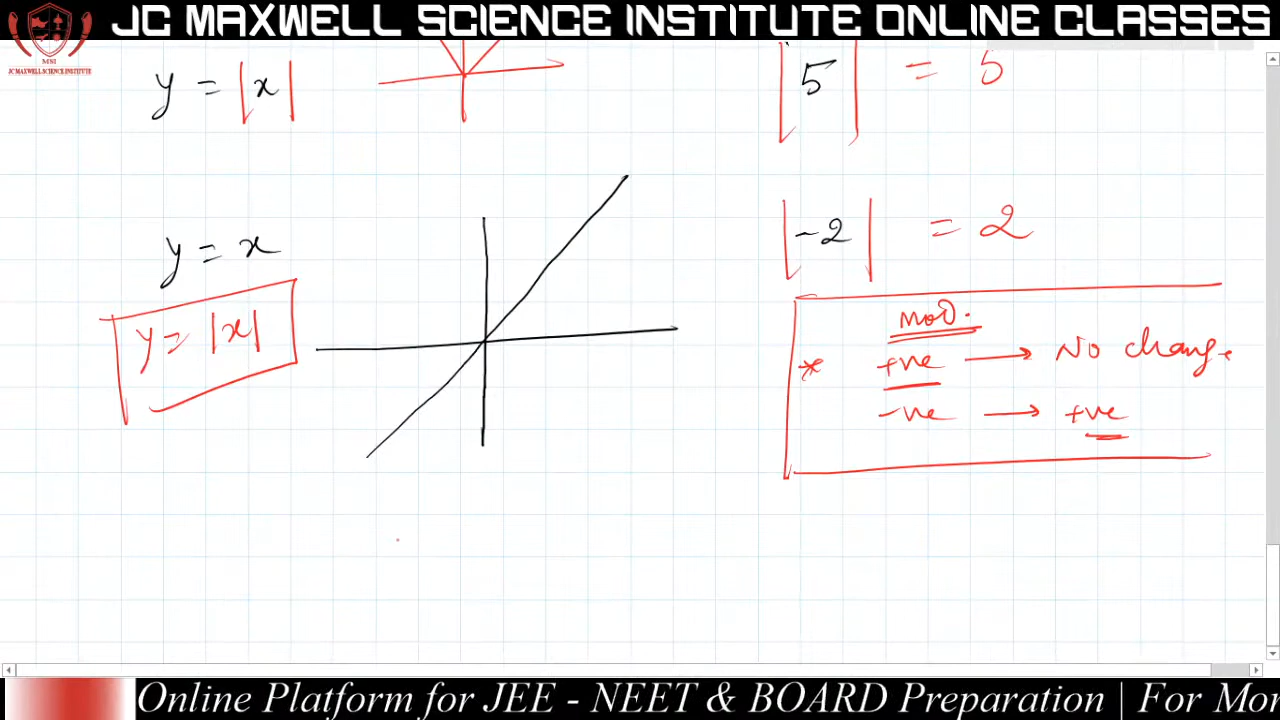 JC MAXWELL SCIENCE INSTITUTE ONLINE CLASSES
MSI
JC MAXWELL SCIENCE INSTITUTE
y = |x|
|5| = 5
y = x
|-2| = 2
y = |x|
MOD.
* +ve → No change
-ve → +ve
Online Platform for JEE - NEET & BOARD Preparation | For Mor